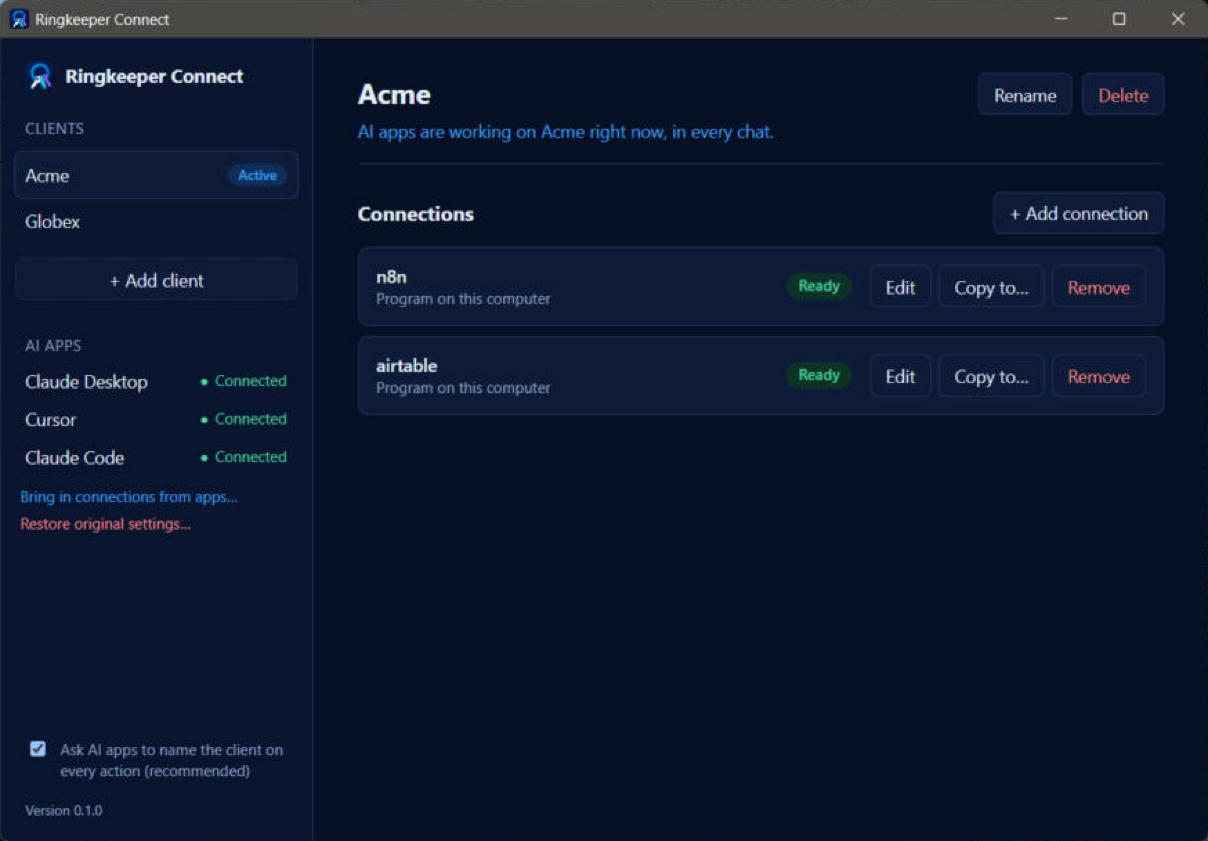 Ringkeeper Connect
Ringkeeper Connect
CLIENTS
Acme
Active
Globex
+ Add client
AI APPS
Claude Desktop
Connected
Cursor
Connected
Claude Code
Connected
Bring in connections from apps...
Restore original settings...
Ask AI apps to name the client on
every action (recommended)
Version 0.1.0
Acme
Rename
Delete
AI apps are working on Acme right now, in every chat.
Connections
+ Add connection
n8n
Program on this computer
Ready
Edit
Copy to...
Remove
airtable
Program on this computer
Ready
Edit
Copy to...
Remove